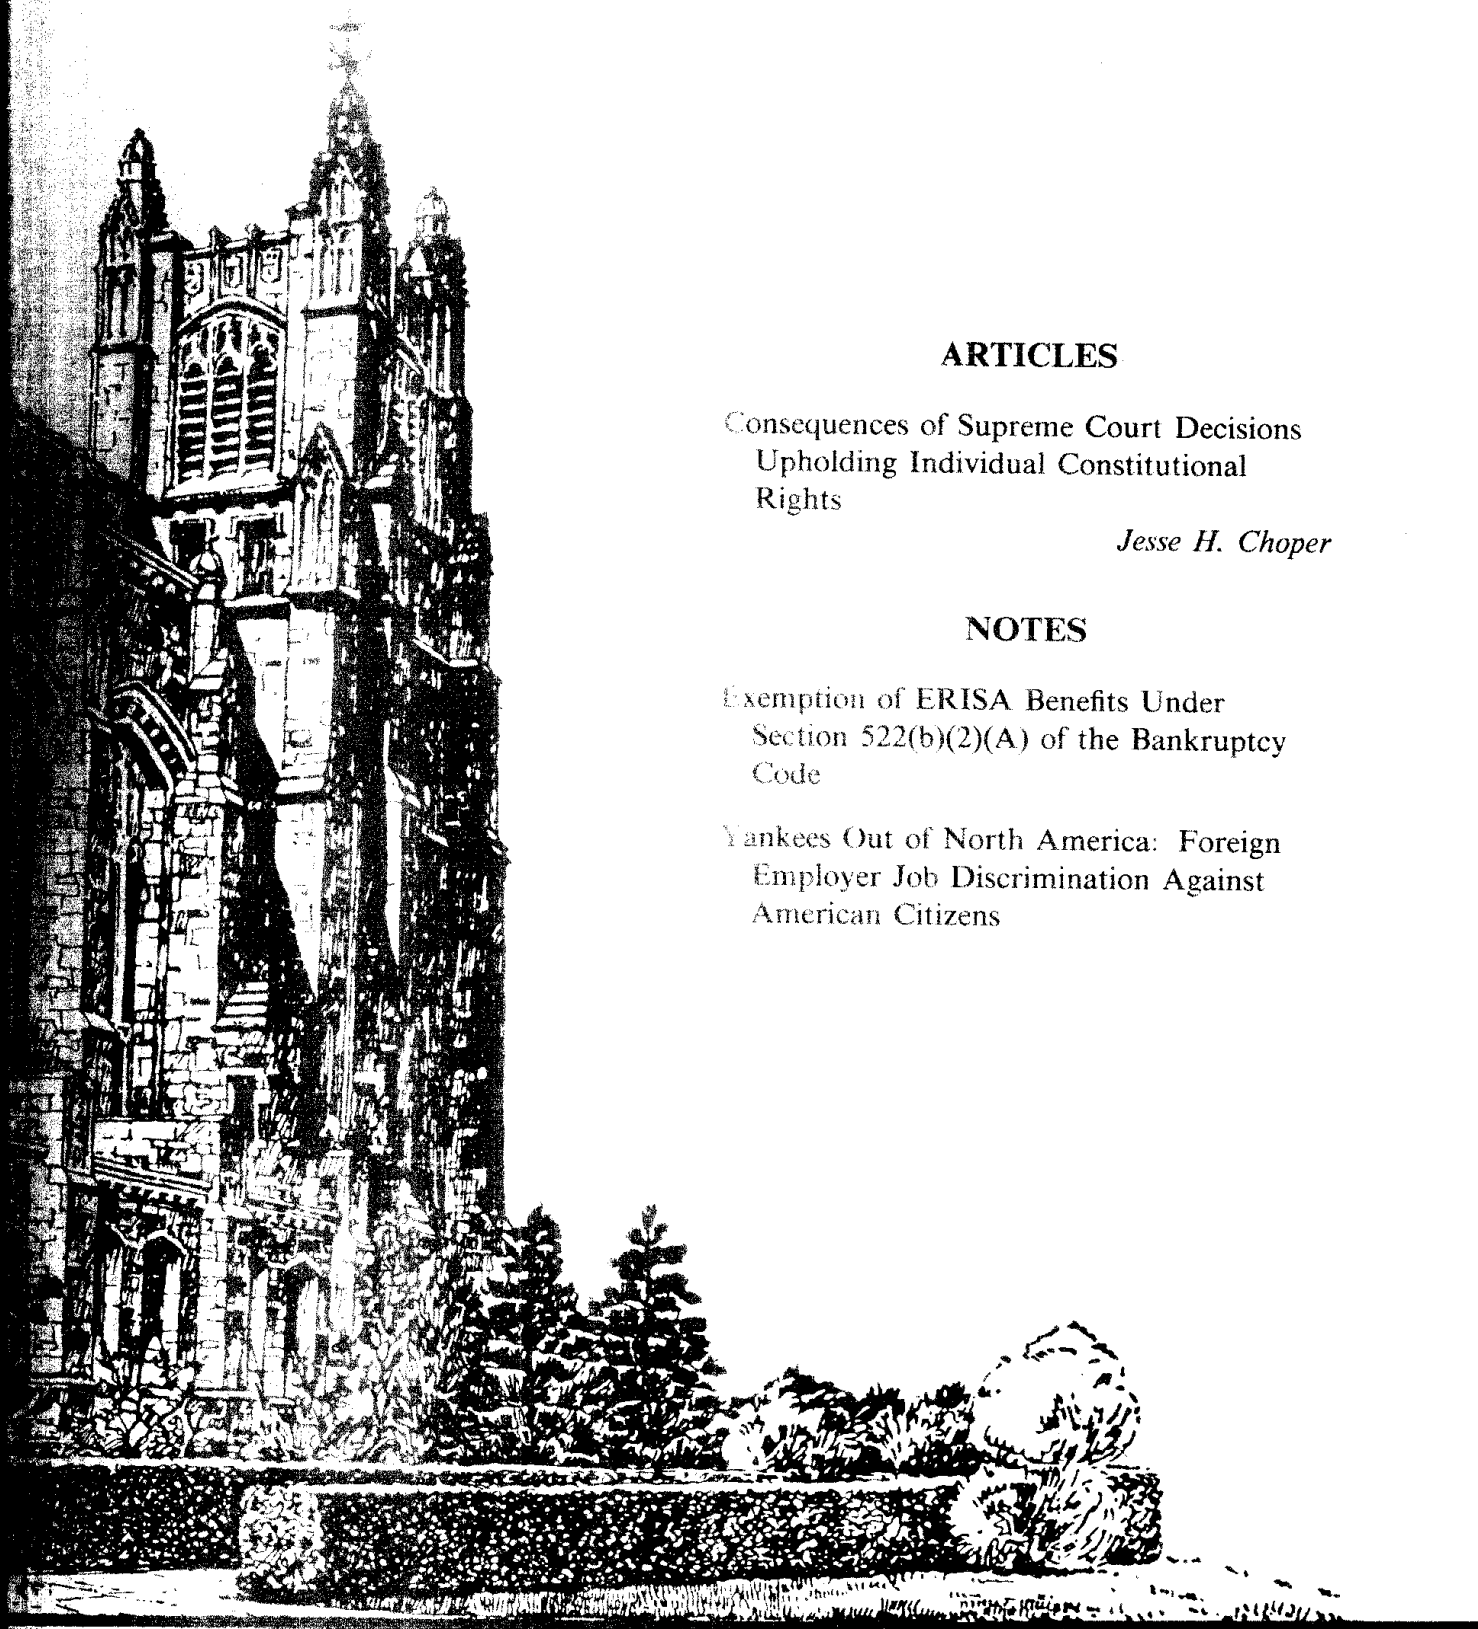 ARTICLES
Consequences of Supreme Court Decisions
Upholding Individual Constitutional
Rights
Jesse H. Choper
NOTES
Exemption of ERISA Benefits Under
Section 522(b)(2)(A) of the Bankruptcy
Code
Yankees Out of North America: Foreign
Employer Job Discrimination Against
American Citizens